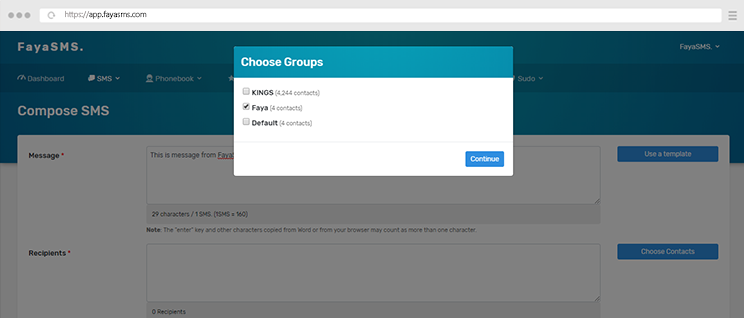 https://app.fayasms.com
FayaSMS.
FayaSMS.
Dashboard
SMS
Phonebook
Sudo
Choose Groups
KINGS (4,244 contacts)
Faya (4 contacts)
Default (4 contacts)
Continue
Compose SMS
Message *
This is message from Faya
Use a template
29 characters / 1 SMS. (1SMS = 160)
Note: The "enter" key and other characters copied from Word or from your browser may count as more than one character.
Recipients *
Choose Contacts
0 Recipients